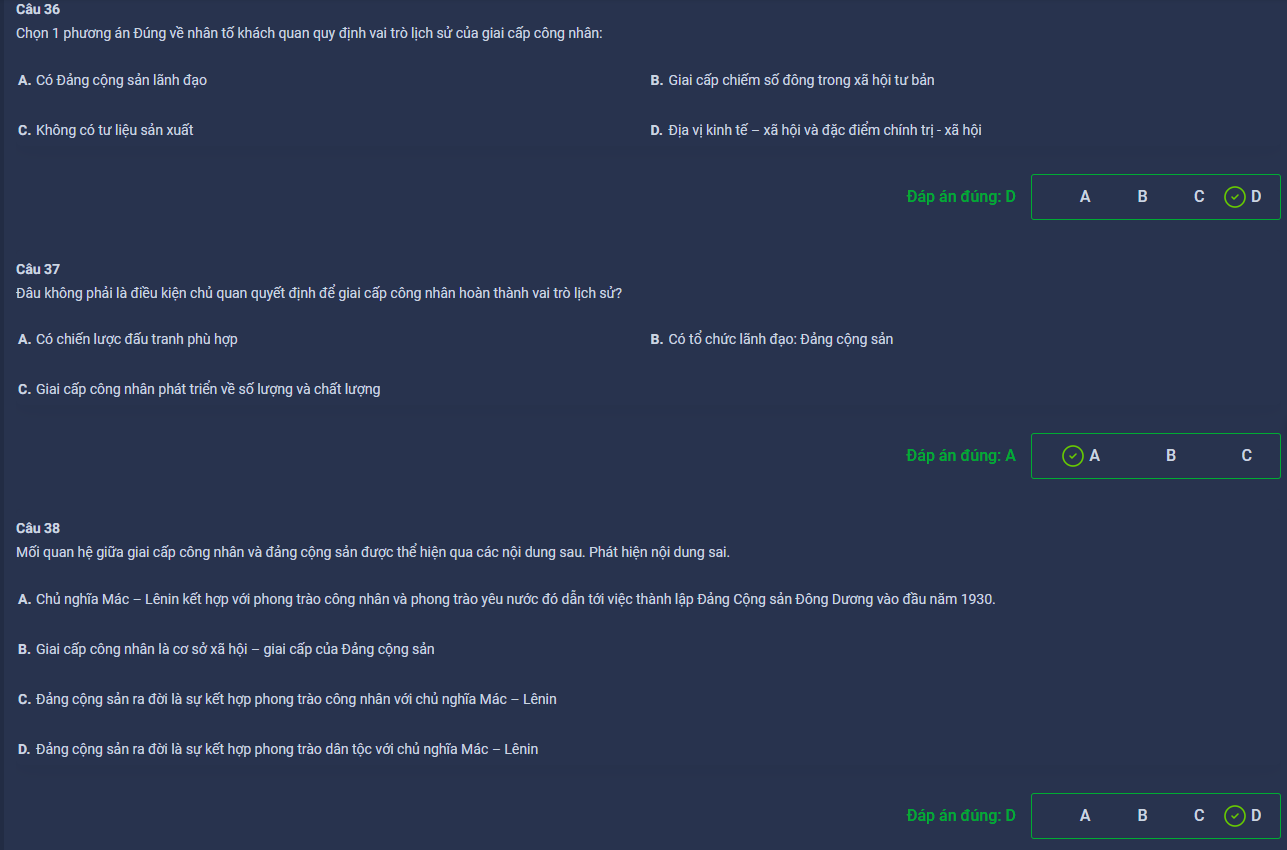 Câu 36
Chọn 1 phương án Đúng về nhân tố khách quan quy định vai trò lịch sử của giai cấp công nhân:
A. Có Đảng cộng sản lãnh đạo
B. Giai cấp chiếm số đông trong xã hội tư bản
C. Không có tư liệu sản xuất
D. Địa vị kinh tế – xã hội và đặc điểm chính trị - xã hội
Đáp án đúng: D A B C D
Câu 37
Đâu không phải là điều kiện chủ quan quyết định để giai cấp công nhân hoàn thành vai trò lịch sử?
A. Có chiến lược đấu tranh phù hợp
B. Có tổ chức lãnh đạo: Đảng cộng sản
C. Giai cấp công nhân phát triển về số lượng và chất lượng
Đáp án đúng: A A B C
Câu 38
Mối quan hệ giữa giai cấp công nhân và đảng cộng sản được thể hiện qua các nội dung sau. Phát hiện nội dung sai.
A. Chủ nghĩa Mác – Lênin kết hợp với phong trào công nhân và phong trào yêu nước đó dẫn tới việc thành lập Đảng Cộng sản Đông Dương vào đầu năm 1930.
B. Giai cấp công nhân là cơ sở xã hội – giai cấp của Đảng cộng sản
C. Đảng cộng sản ra đời là sự kết hợp phong trào công nhân với chủ nghĩa Mác – Lênin
D. Đảng cộng sản ra đời là sự kết hợp phong trào dân tộc với chủ nghĩa Mác – Lênin
Đáp án đúng: D A B C D